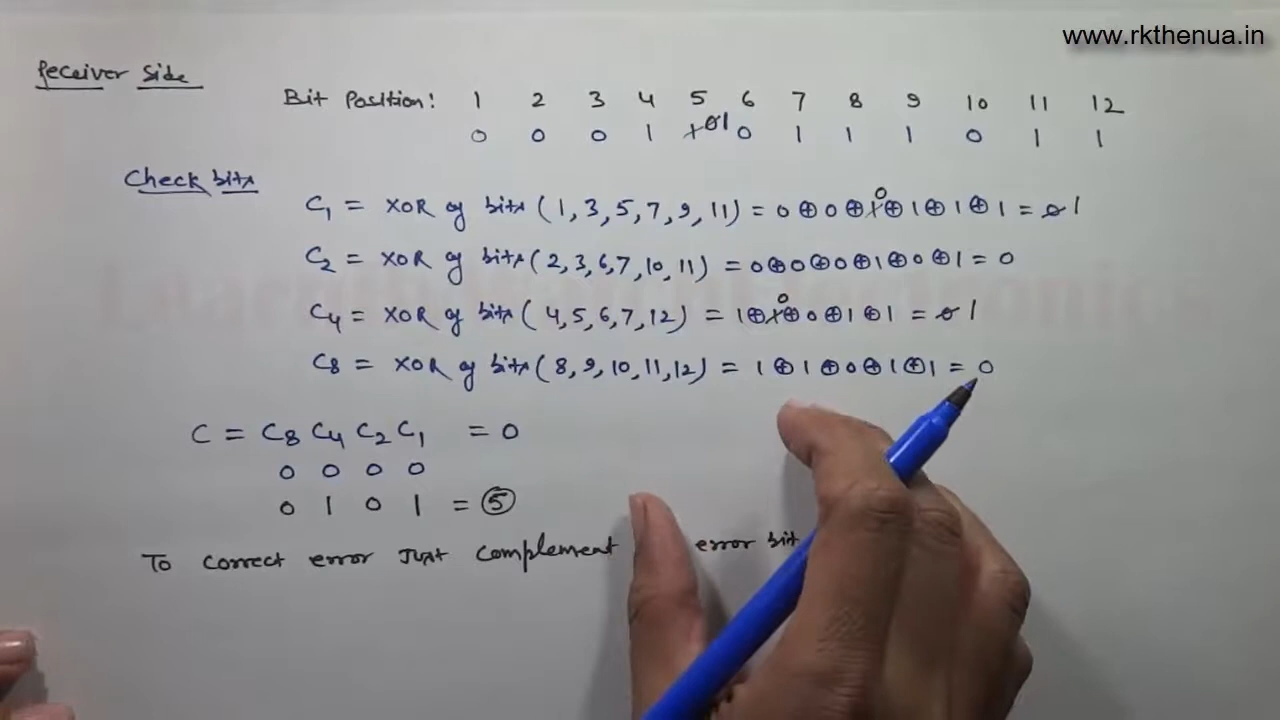 www.rkthenua.in
Receiver Side
Bit Position: 1 2 3 4 5 6 7 8 9 10 11 12
0 0 0 1 1 0 1 0 1 1 1 0 1 1
Check bits
C1 = XOR of bits (1, 3, 5, 7, 9, 11) = 0 ⊕ 0 ⊕ 1 0 ⊕ 1 ⊕ 1 ⊕ 1 = 0 1
C2 = XOR of bits (2, 3, 6, 7, 10, 11) = 0 ⊕ 0 ⊕ 0 ⊕ 1 ⊕ 0 ⊕ 1 = 0
C4 = XOR of bits (4, 5, 6, 7, 12) = 1 ⊕ 1 0 ⊕ 0 ⊕ 1 ⊕ 1 = 0 1
C8 = XOR of bits (8, 9, 10, 11, 12) = 1 ⊕ 1 ⊕ 0 ⊕ 1 ⊕ 1 = 0
C = C8 C4 C2 C1 = 0
0 0 0 0
0 1 0 1 = 5
To correct error Just complement error bit